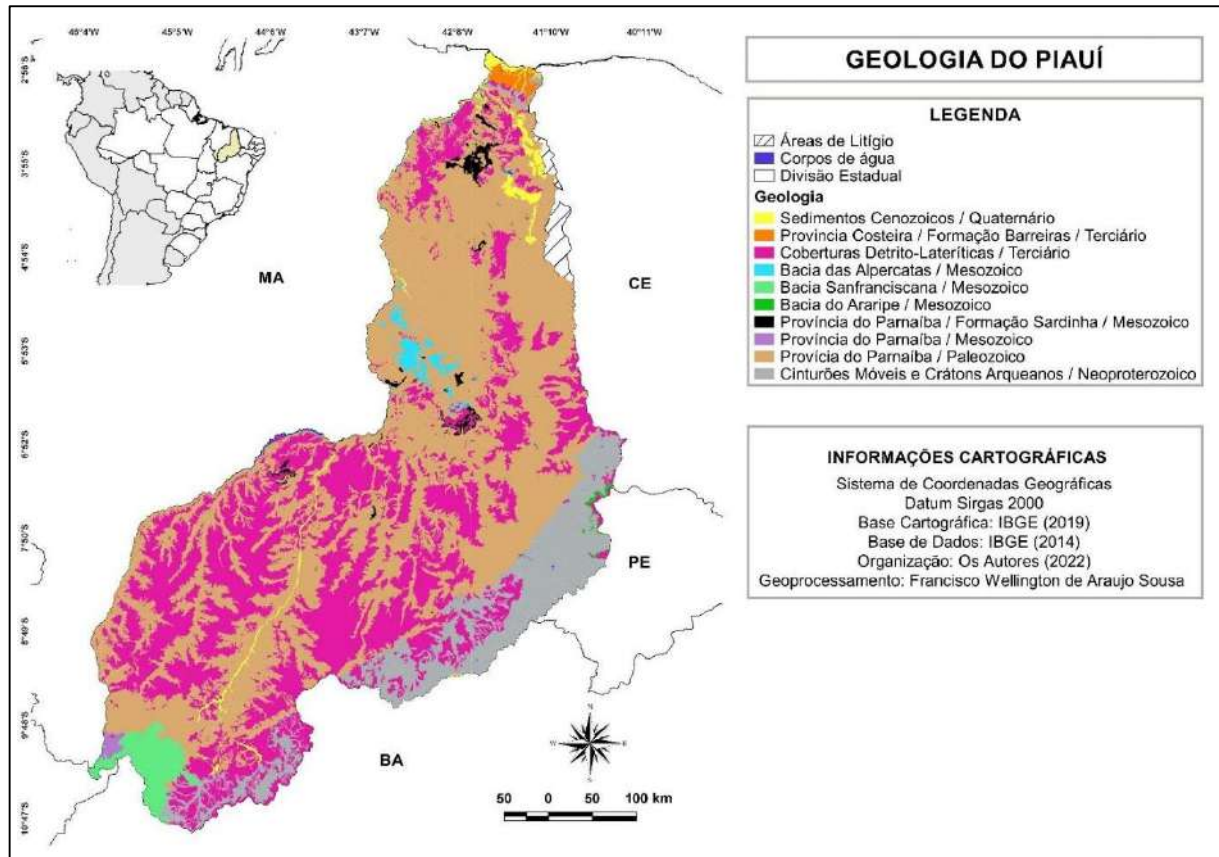 46°4'W 45°5'W 44°6'W 43°7'W 42°8'W 41°10'W 40°11'W
2°56'S
3°55'S
4°54'S
5°53'S
6°52'S
7°50'S
8°49'S
9°48'S
10°47'S
MA
CE
PE
BA
N
W E
S
50 0 50 100 km
GEOLOGIA DO PIAUÍ
LEGENDA
Áreas de Litígio
Corpos de água
Divisão Estadual
Geologia
Sedimentos Cenozoicos / Quaternário
Provincia Costeira / Formação Barreiras / Terciário
Coberturas Detrito-Lateríticas / Terciário
Bacia das Alpercatas / Mesozoico
Bacia Sanfranciscana / Mesozoico
Bacia do Araripe / Mesozoico
Província do Parnaíba / Formação Sardinha / Mesozoico
Província do Parnaíba / Mesozoico
Provícia do Parnaíba / Paleozoico
Cinturões Móveis e Crátons Arqueanos / Neoproterozoico
INFORMAÇÕES CARTOGRÁFICAS
Sistema de Coordenadas Geográficas
Datum Sirgas 2000
Base Cartográfica: IBGE (2019)
Base de Dados: IBGE (2014)
Organização: Os Autores (2022)
Geoprocessamento: Francisco Wellington de Araujo Sousa